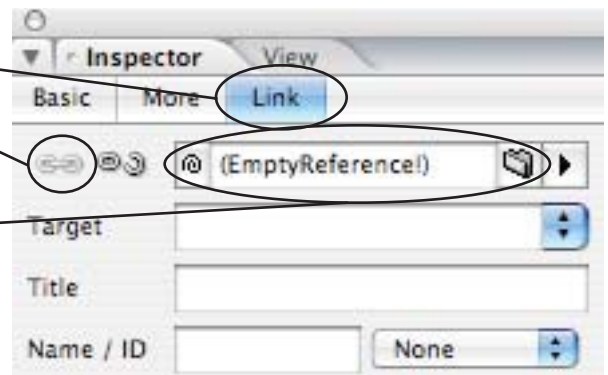 Inspector View
Basic More Link
(EmptyReference!)
Target
Title
Name / ID None